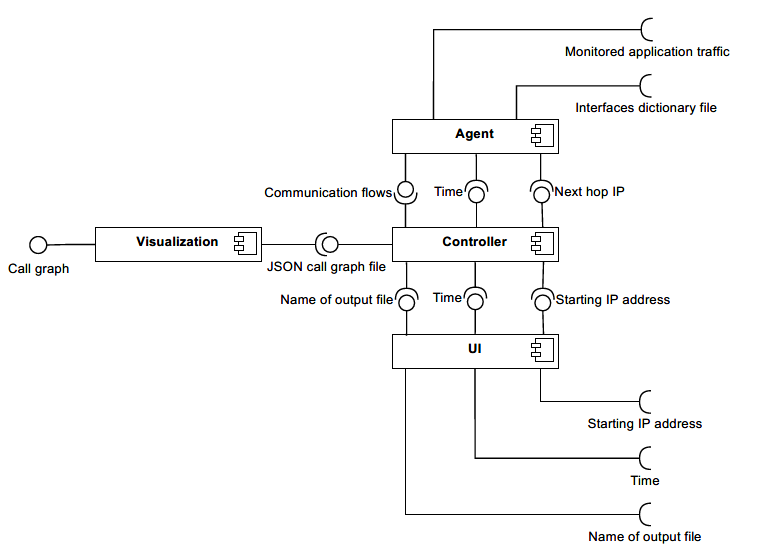 Monitored application traffic
Interfaces dictionary file
Agent
Communication flows
Time
Next hop IP
Visualization
Controller
Call graph
JSON call graph file
Name of output file
Time
Starting IP address
UI
Starting IP address
Time
Name of output file